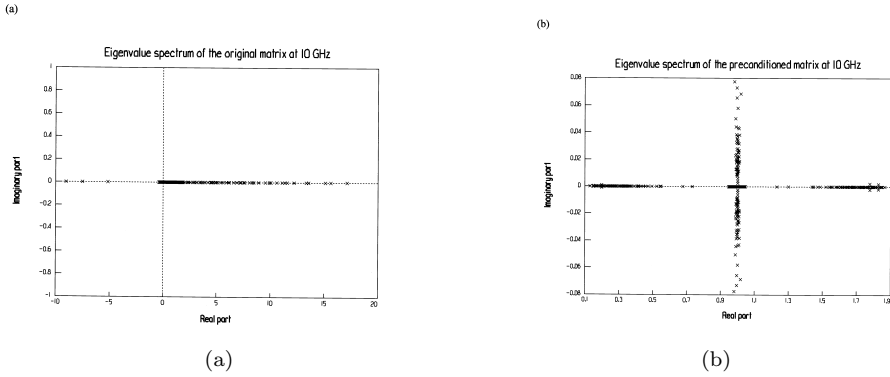 (a)
Eigenvalue spectrum of the original matrix at 10 GHz
1
0.8
0.6
0.4
0.2
0
-0.2
-0.4
-0.6
-0.8
-1
Imaginary part
-10 -5 0 5 10 15 20
Real part
(a)
(b)
Eigenvalue spectrum of the preconditioned matrix at 10 GHz
0.08
0.06
0.04
0.02
0
-0.02
-0.04
-0.06
-0.08
Imaginary part
0.1 0.3 0.5 0.7 0.9 1.1 1.3 1.5 1.7 1.9
Real part
(b)